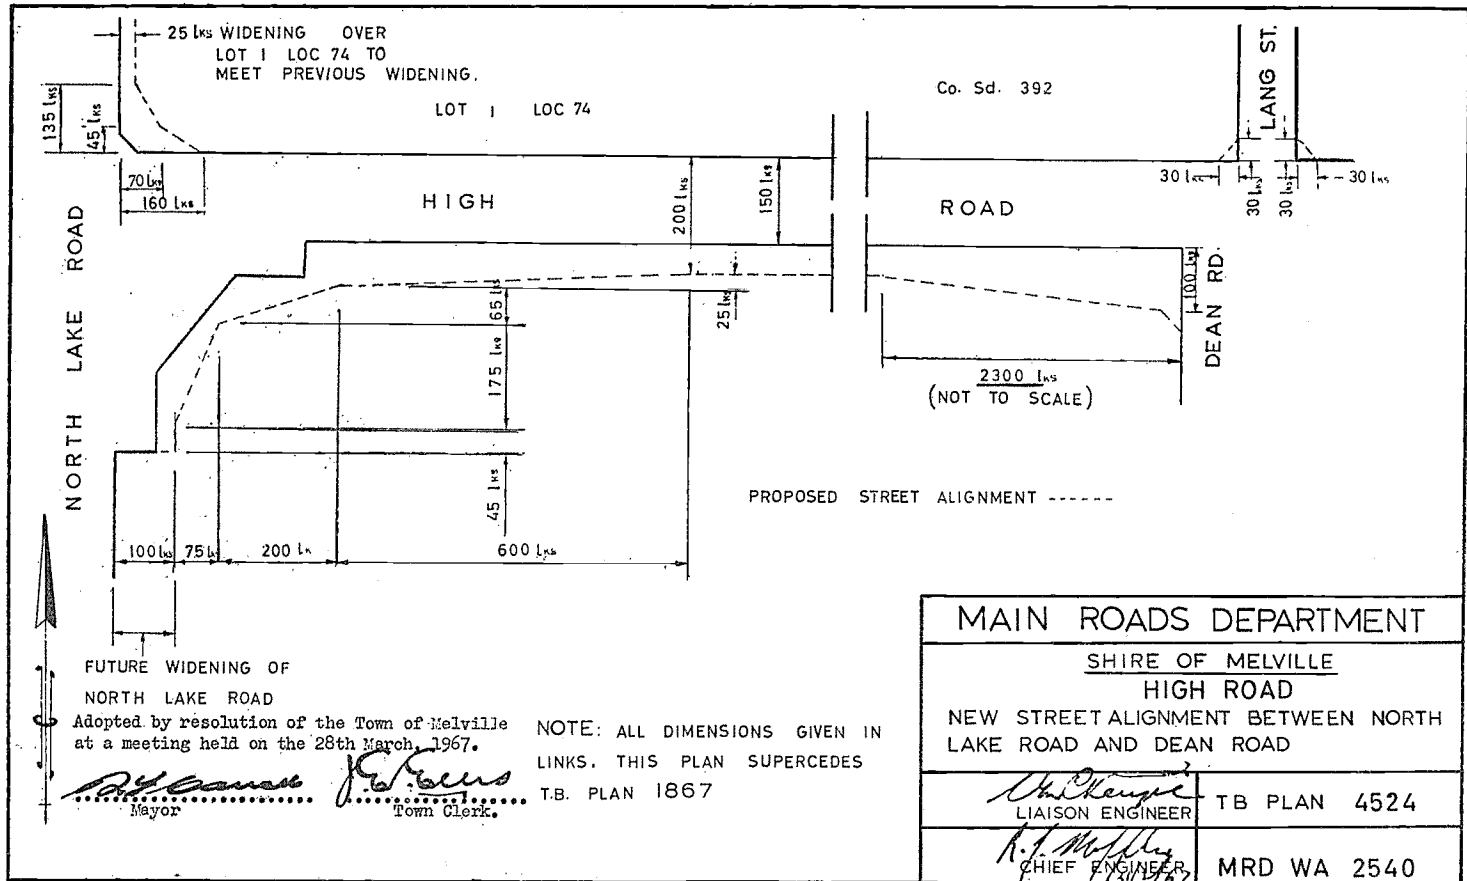 25 lks WIDENING OVER
LOT 1 LOC 74 TO
MEET PREVIOUS WIDENING.
LOT 1 LOC 74
Co. Sd. 392
LANG ST.
135 lks
45 lks
70 lks
160 lks
HIGH
ROAD
200 lks
150 lks
30 lks
30 lks
30 lks
30 lks
NORTH LAKE ROAD
100 lks
DEAN RD.
65 lks
25 lks
175 lks
2300 lks
(NOT TO SCALE)
45 lks
PROPOSED STREET ALIGNMENT ------
100 lks
75 l
200 lk
600 lks
FUTURE WIDENING OF
NORTH LAKE ROAD
Adopted by resolution of the Town of Melville
at a meeting held on the 28th March, 1967.
Mayor
Town Clerk.
NOTE: ALL DIMENSIONS GIVEN IN
LINKS. THIS PLAN SUPERCEDES
T.B. PLAN 1867
MAIN ROADS DEPARTMENT
SHIRE OF MELVILLE
HIGH ROAD
NEW STREET ALIGNMENT BETWEEN NORTH
LAKE ROAD AND DEAN ROAD
LIAISON ENGINEER
TB PLAN 4524
CHIEF ENGINEER
MRD WA 2540